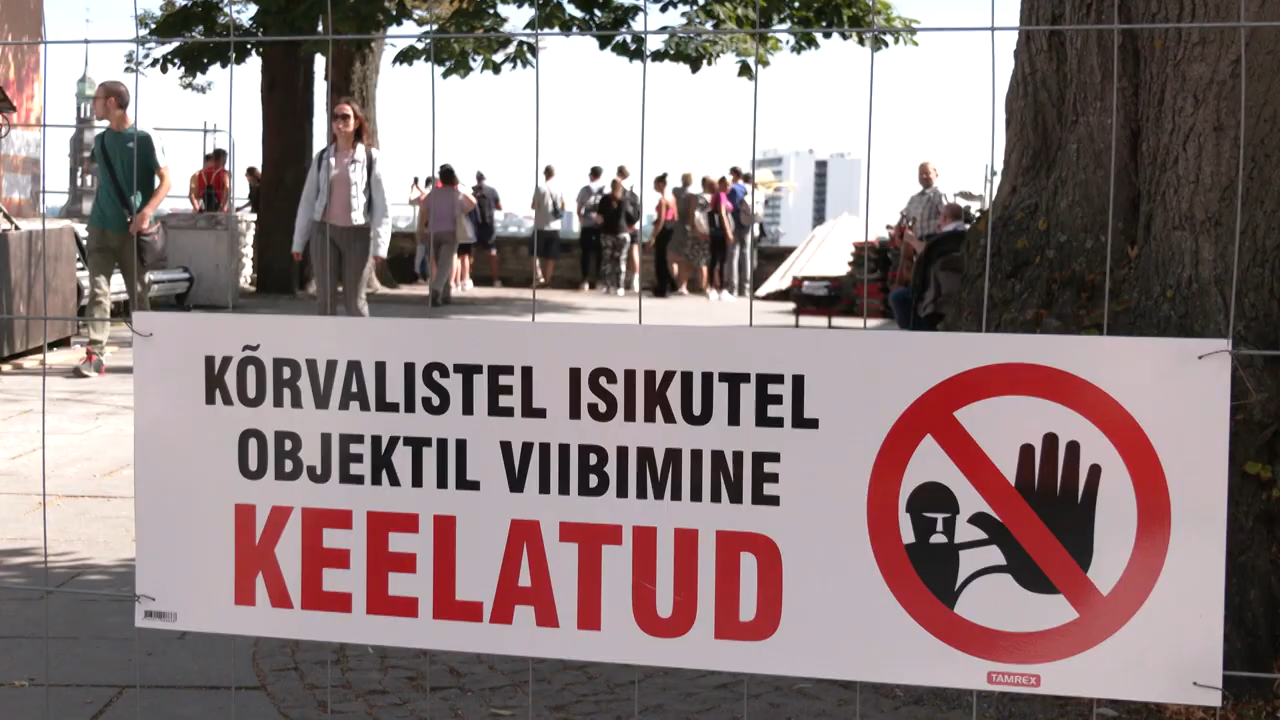 KÕRVALISTEL ISIKUTEL
OBJEKTIL VIIBIMINE
KEELATUD
TAMREX